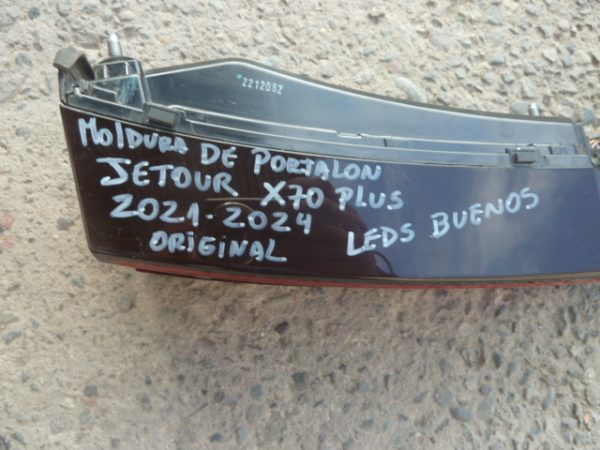 221205Z
MOLDURA DE PORTALON
JETOUR X70 PLUS
2021-2024
ORIGINAL
LEDS BUENOS